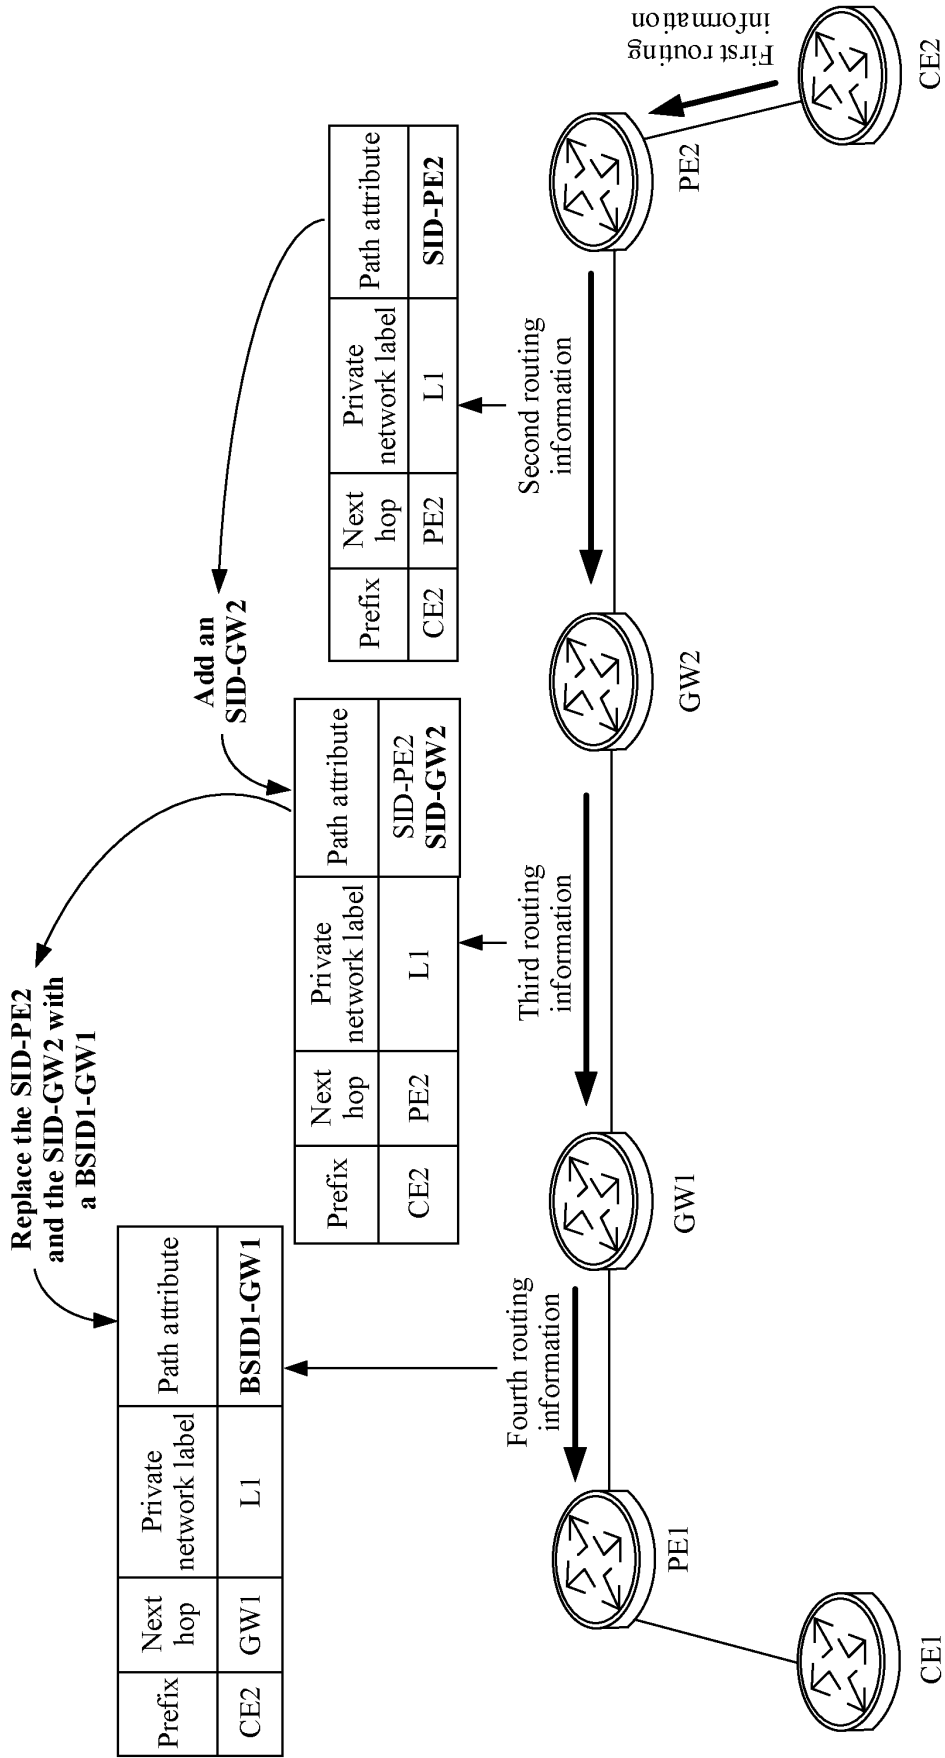 Replace the SID-PE2
and the SID-GW2 with
a BSID1-GW1
Add an
SID-GW2
Prefix
Next
hop
Private
network label
Path attribute
CE2
GW1
L1
BSID1-GW1
Prefix
Next
hop
Private
network label
Path attribute
CE2
PE2
L1
SID-PE2
SID-GW2
Prefix
Next
hop
Private
network label
Path attribute
CE2
PE2
L1
SID-PE2
Fourth routing
information
Third routing
information
Second routing
information
First routing
information
PE1
GW1
GW2
PE2
CE1
CE2